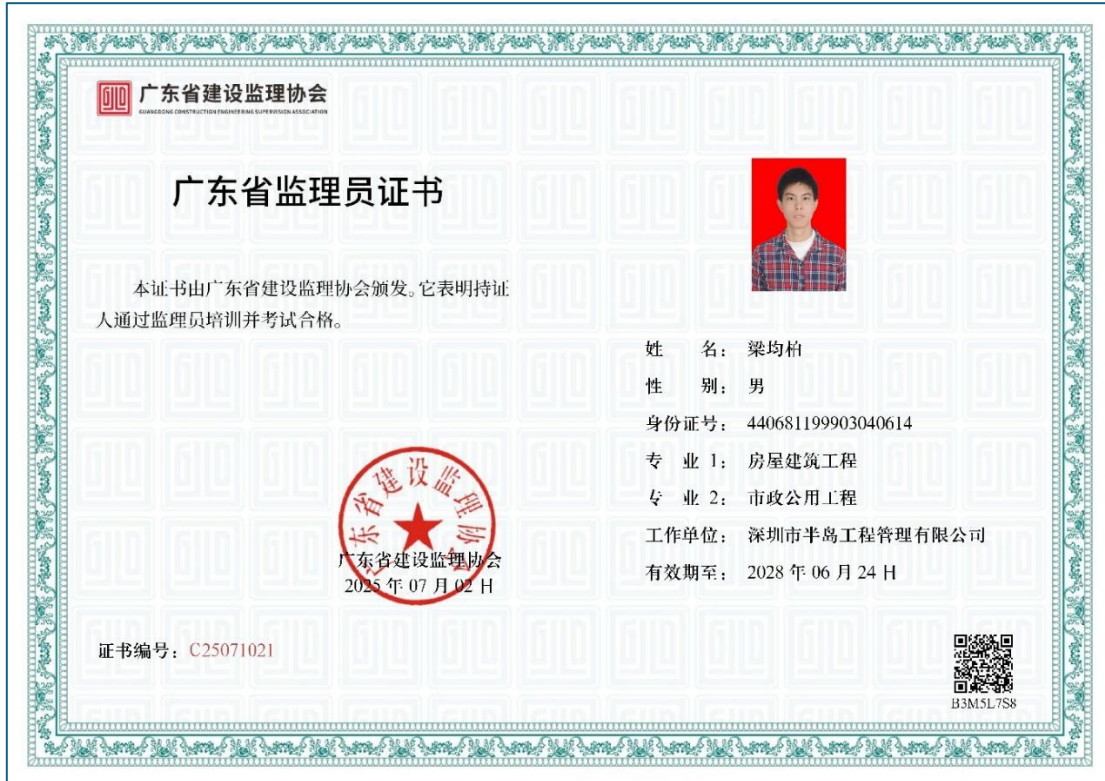 广东省建设监理协会
GUANGDONG CONSTRUCTION ENGINEERING SUPERVISION ASSOCIATION
广东省监理员证书
本证书由广东省建设监理协会颁发。它表明持证
人通过监理员培训并考试合格。
姓 名： 梁均柏
性 别： 男
身份证号： 440681199903040614
专 业 1： 房屋建筑工程
专 业 2： 市政公用工程
工作单位： 深圳市半岛工程管理有限公司
有效期至： 2028 年 06 月 24 日
广东省建设监理协会
广东省建设监理协会
2025 年 07 月 02 日
证书编号：C25071021
B3M5L7S8